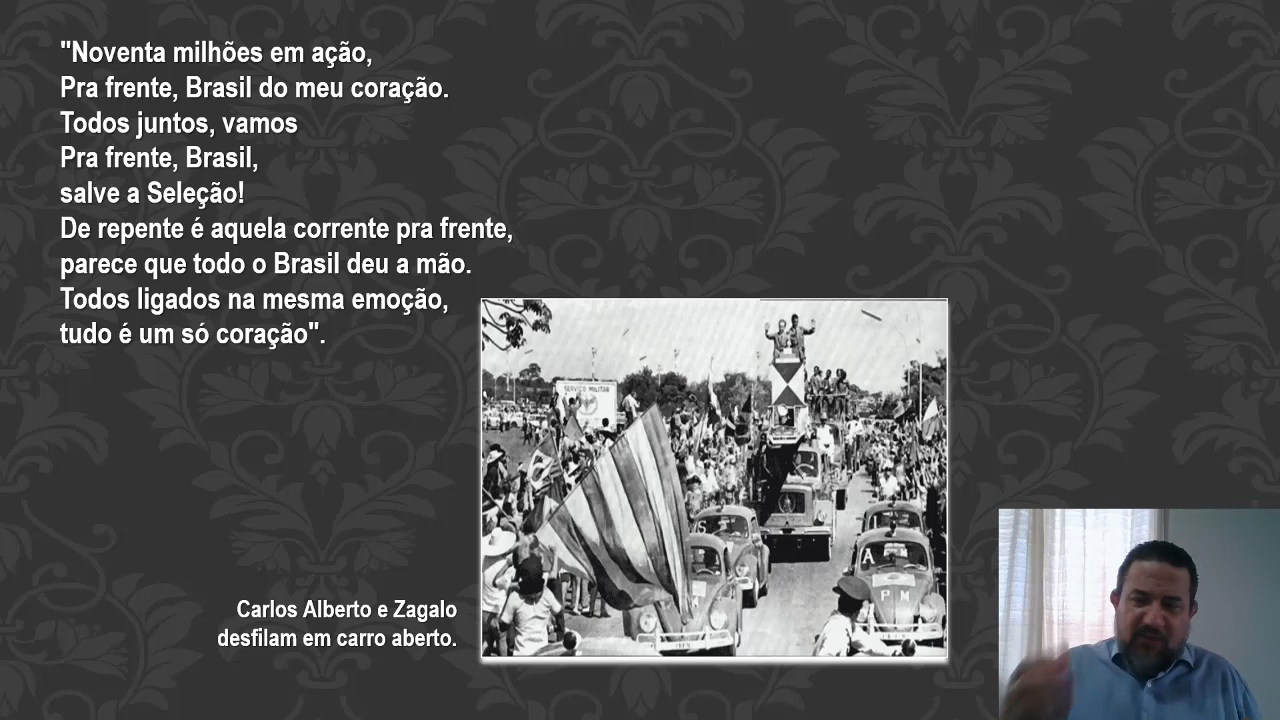 "Noventa milhões em ação,
Pra frente, Brasil do meu coração.
Todos juntos, vamos
Pra frente, Brasil,
salve a Seleção!
De repente é aquela corrente pra frente,
parece que todo o Brasil deu a mão.
Todos ligados na mesma emoção,
tudo é um só coração".
SERVIÇO MILITAR
S
A
P M
M
Carlos Alberto e Zagalo
desfilam em carro aberto.